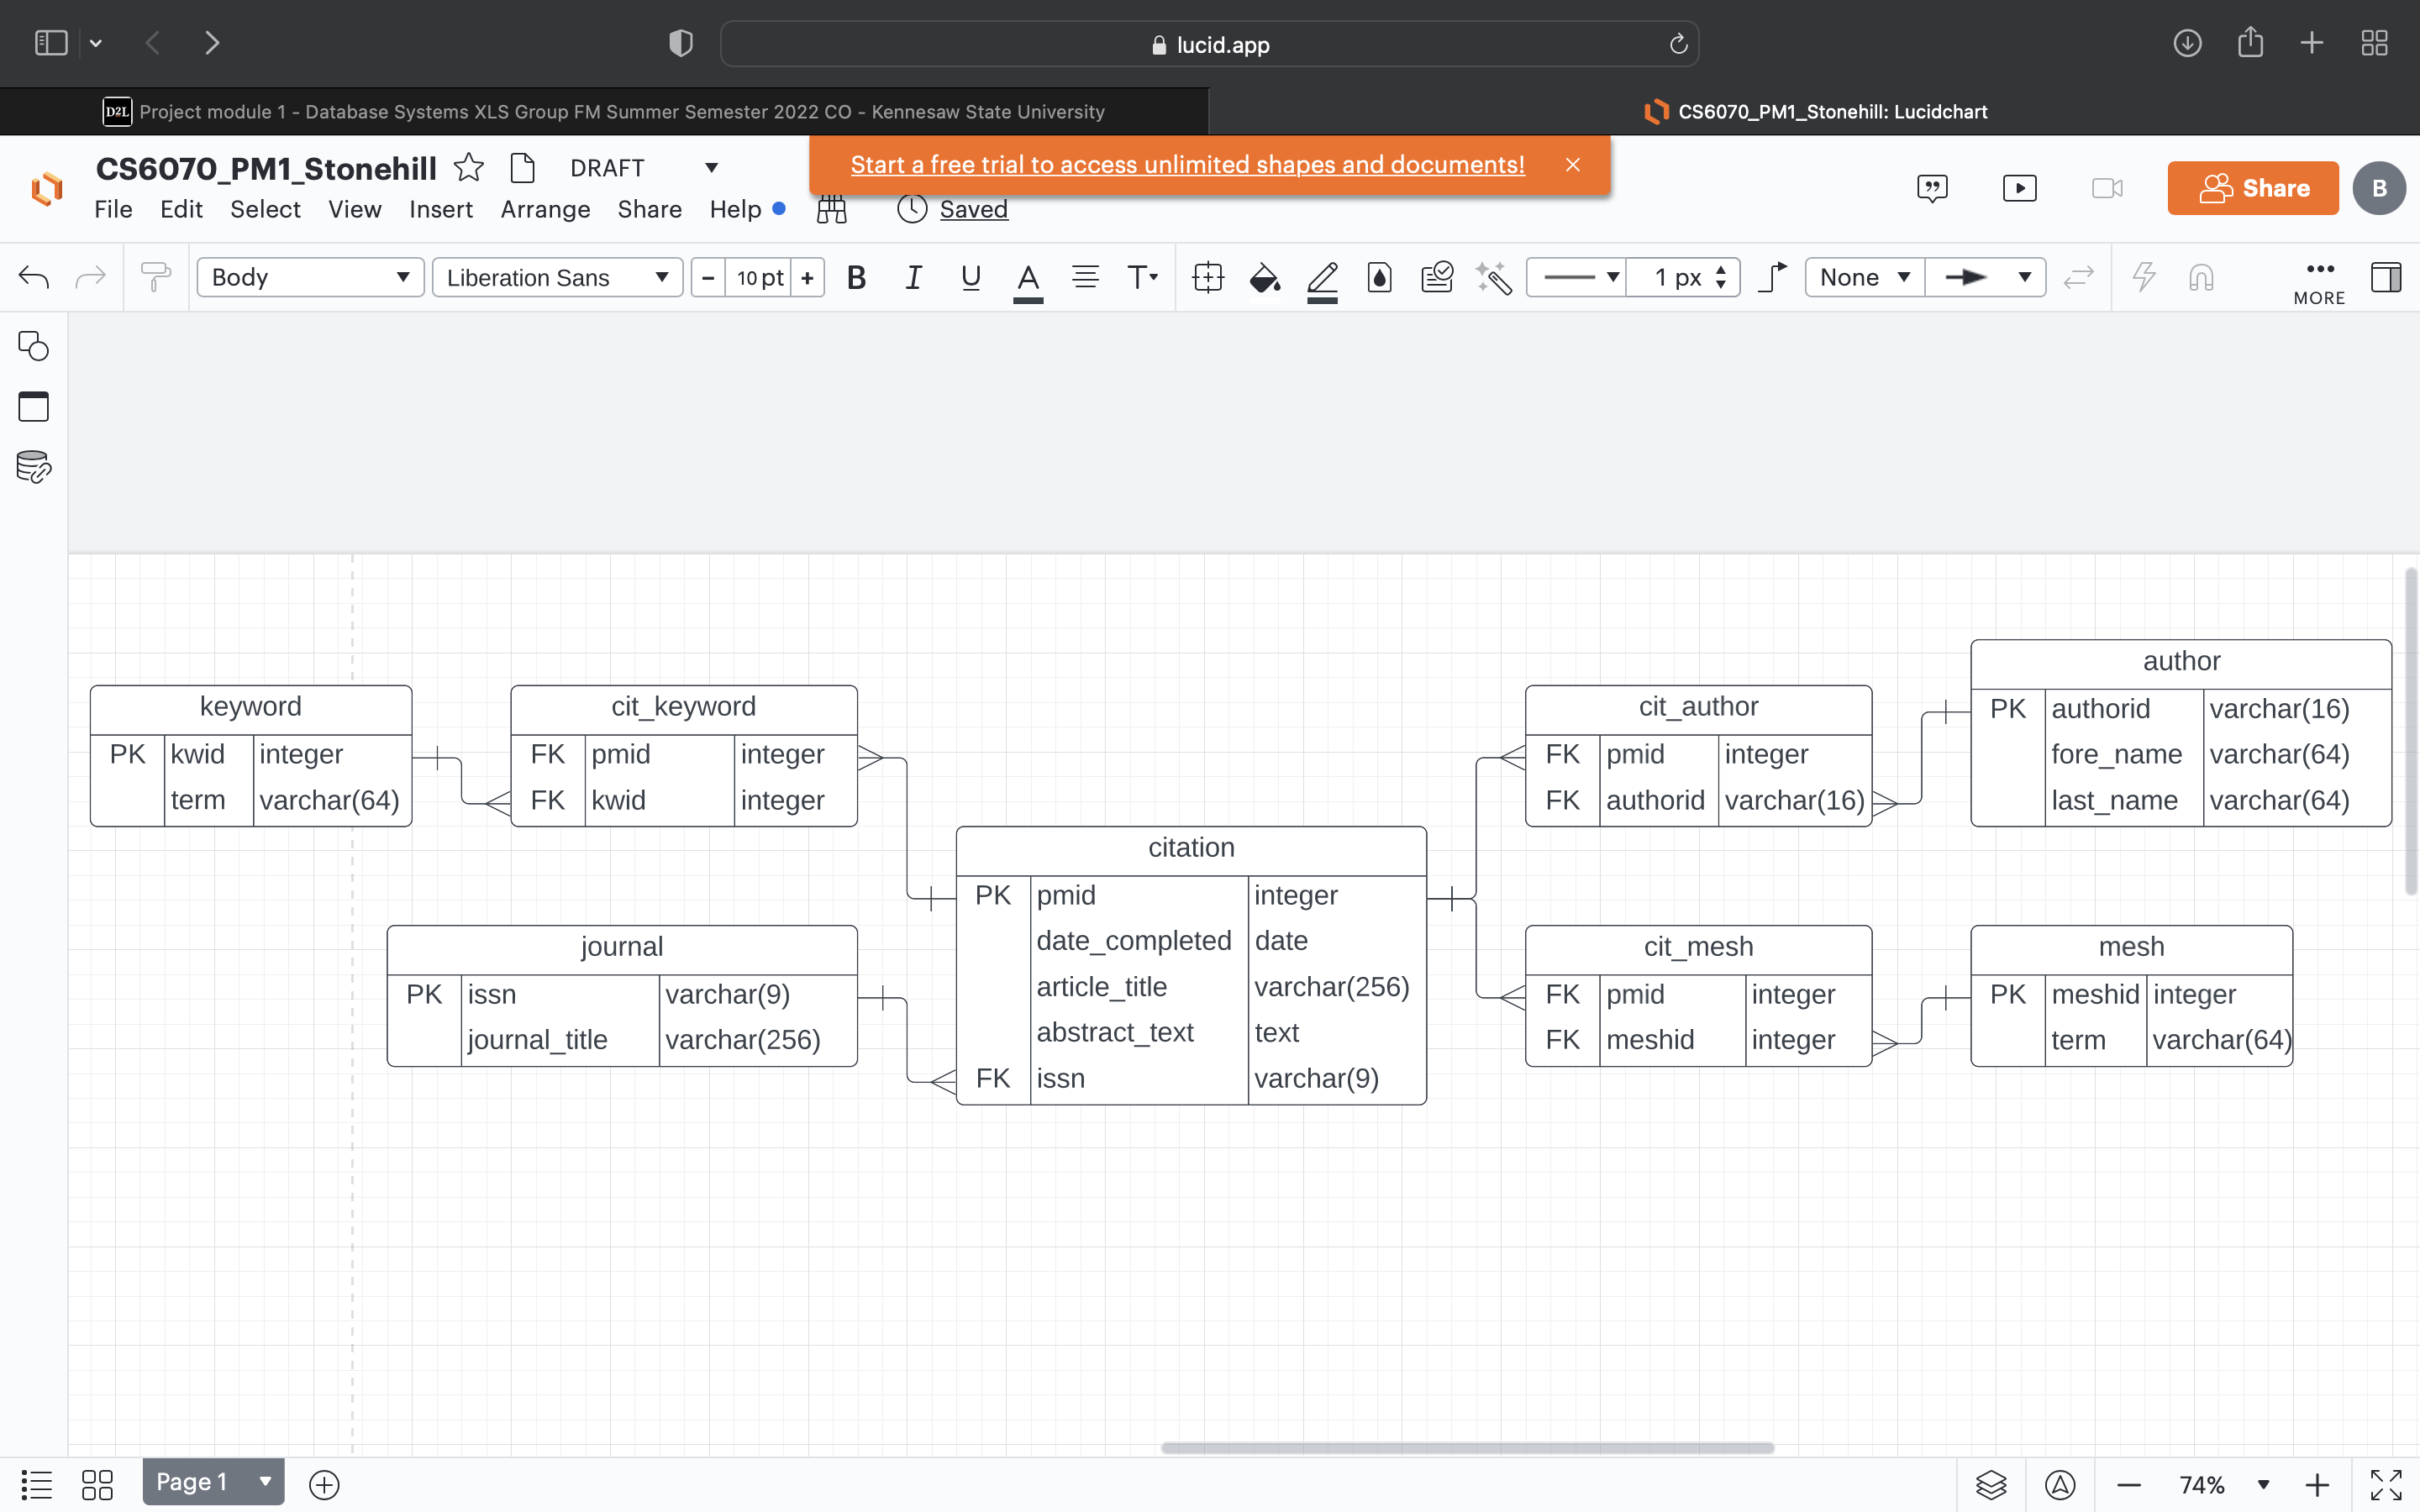 lucid.app
D2L Project module 1 - Database Systems XLS Group FM Summer Semester 2022 CO - Kennesaw State University
CS6070_PM1_Stonehill: Lucidchart
CS6070_PM1_Stonehill DRAFT
Start a free trial to access unlimited shapes and documents!
File Edit Select View Insert Arrange Share Help Saved
Share
B
Body Liberation Sans - 10 pt + B I U A T 1 px None MORE
keyword
PK kwid integer
term varchar(64)
cit_keyword
FK pmid integer
FK kwid integer
journal
PK issn varchar(9)
journal_title varchar(256)
citation
PK pmid integer
date_completed date
article_title varchar(256)
abstract_text text
FK issn varchar(9)
cit_author
FK pmid integer
FK authorid varchar(16)
author
PK authorid varchar(16)
fore_name varchar(64)
last_name varchar(64)
cit_mesh
FK pmid integer
FK meshid integer
mesh
PK meshid integer
term varchar(64)
Page 1
74%